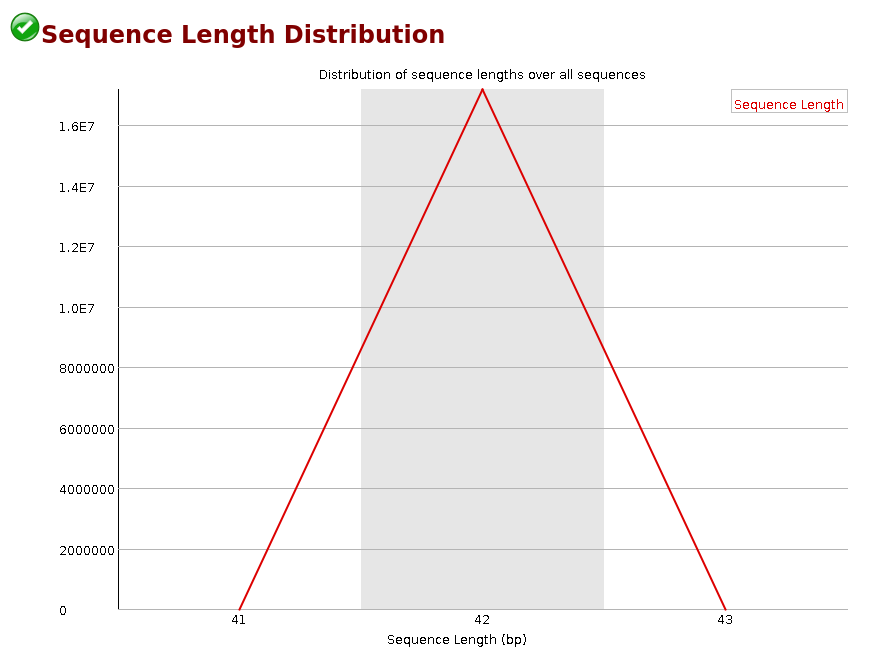 Sequence Length Distribution
Distribution of sequence lengths over all sequences
Sequence Length
1.6E7
1.4E7
1.2E7
1.0E7
8000000
6000000
4000000
2000000
0
41 42 43
Sequence Length (bp)